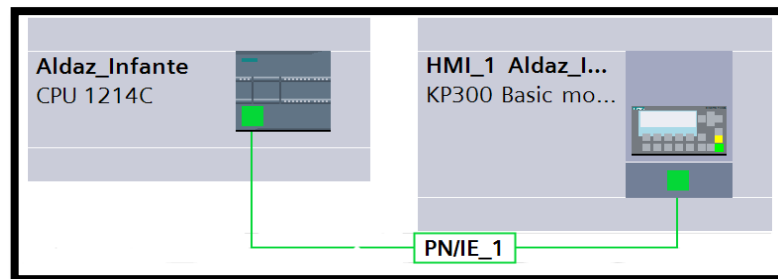 Aldaz_Infante
CPU 1214C
HMI_1 Aldaz_I...
KP300 Basic mo...
PN/IE_1